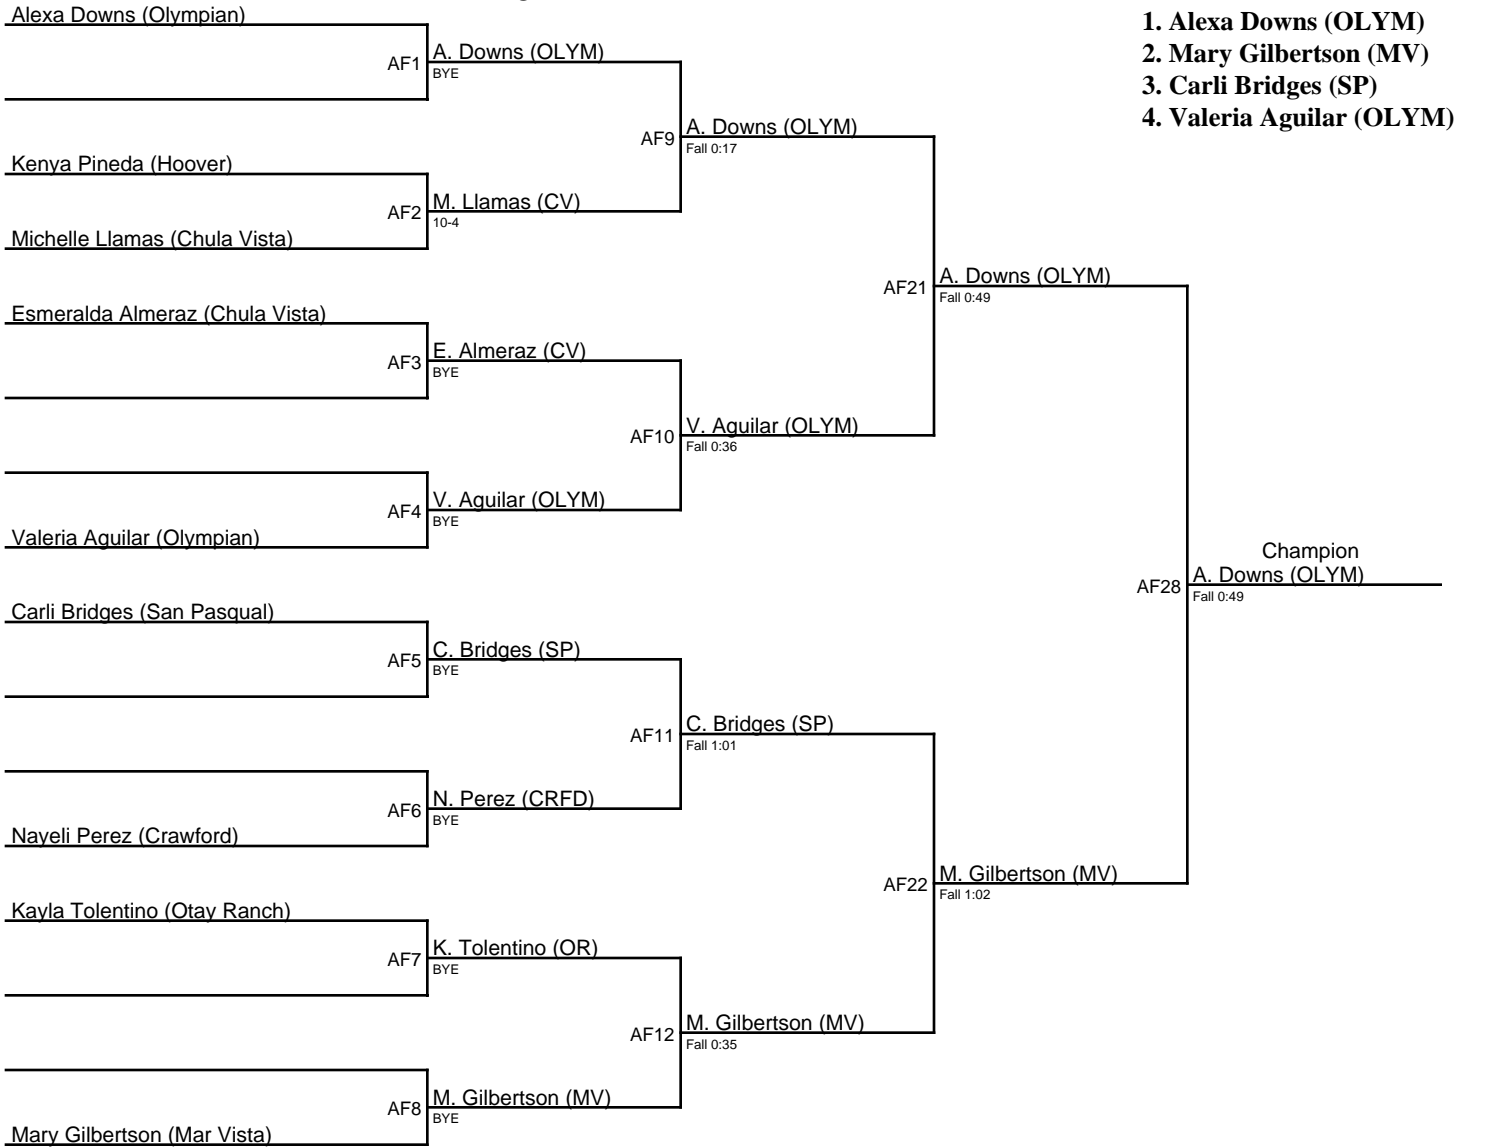 Alexa Downs (Olympian)
AF1
A. Downs (OLYM)
BYE
AF9
A. Downs (OLYM)
Fall 0:17
Kenya Pineda (Hoover)
AF2
M. Llamas (CV)
10-4
Michelle Llamas (Chula Vista)
AF21
A. Downs (OLYM)
Fall 0:49
Esmeralda Almeraz (Chula Vista)
AF3
E. Almeraz (CV)
BYE
AF10
V. Aguilar (OLYM)
Fall 0:36
AF4
V. Aguilar (OLYM)
BYE
Valeria Aguilar (Olympian)
Champion
AF28
A. Downs (OLYM)
Fall 0:49
Carli Bridges (San Pasqual)
AF5
C. Bridges (SP)
BYE
AF11
C. Bridges (SP)
Fall 1:01
AF6
N. Perez (CRFD)
BYE
Nayeli Perez (Crawford)
AF22
M. Gilbertson (MV)
Fall 1:02
Kayla Tolentino (Otay Ranch)
AF7
K. Tolentino (OR)
BYE
AF12
M. Gilbertson (MV)
Fall 0:35
AF8
M. Gilbertson (MV)
BYE
Mary Gilbertson (Mar Vista)
1. Alexa Downs (OLYM)
2. Mary Gilbertson (MV)
3. Carli Bridges (SP)
4. Valeria Aguilar (OLYM)